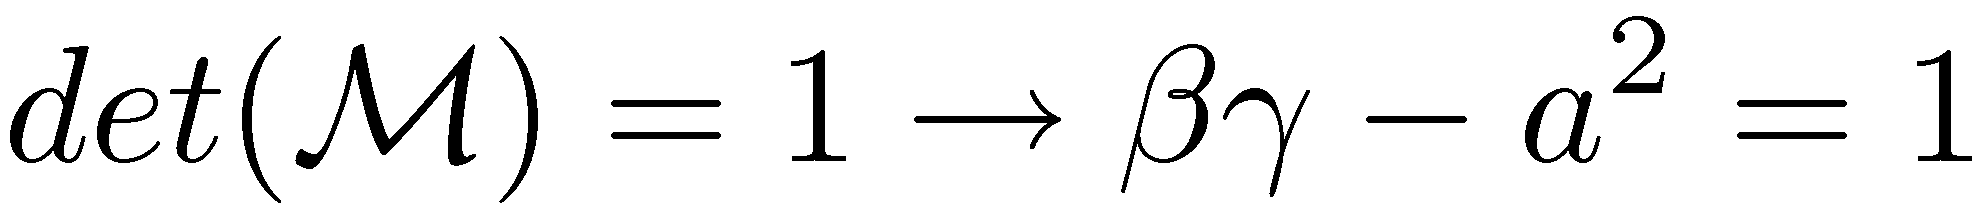 det(ℳ) = 1 → βγ − a² = 1